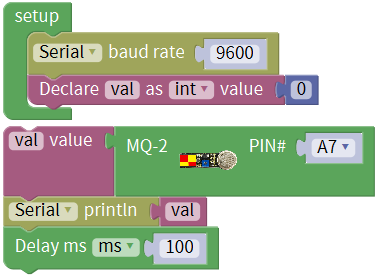 setup
Serial baud rate 9600
Declare val as int value 0
val value MQ-2 PIN# A7
Serial println val
Delay ms ms 100